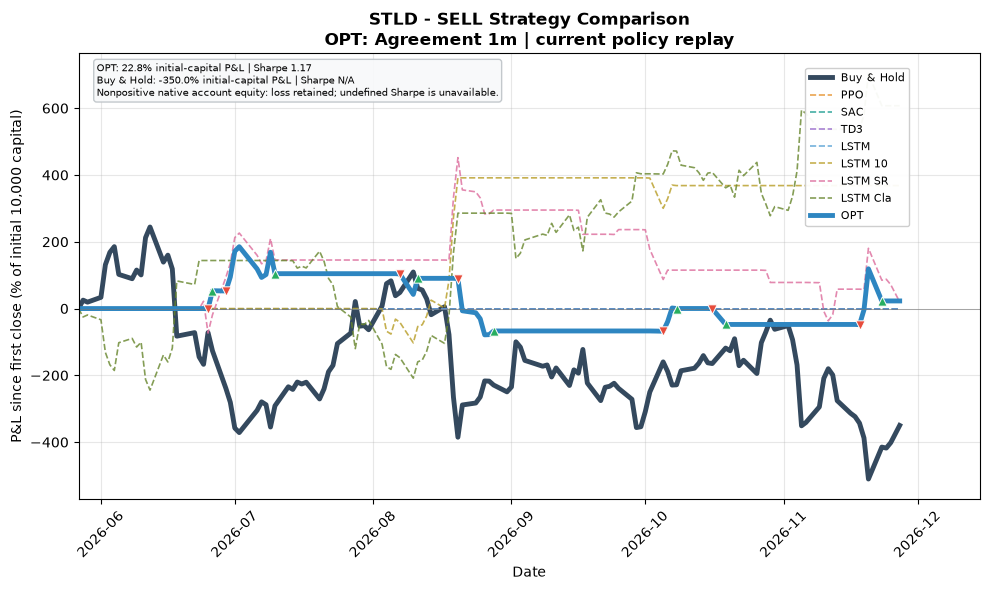 STLD - SELL Strategy Comparison
OPT: Agreement 1m | current policy replay
OPT: 22.8% initial-capital P&L | Sharpe 1.17
Buy & Hold: -350.0% initial-capital P&L | Sharpe N/A
Nonpositive native account equity: loss retained; undefined Sharpe is unavailable.
Buy & Hold
PPO
SAC
TD3
LSTM
LSTM 10
LSTM SR
LSTM Cla
OPT
P&L since first close (% of initial 10,000 capital)
600
400
200
0
−200
−400
2026-06
2026-07
2026-08
2026-09
2026-10
2026-11
2026-12
Date